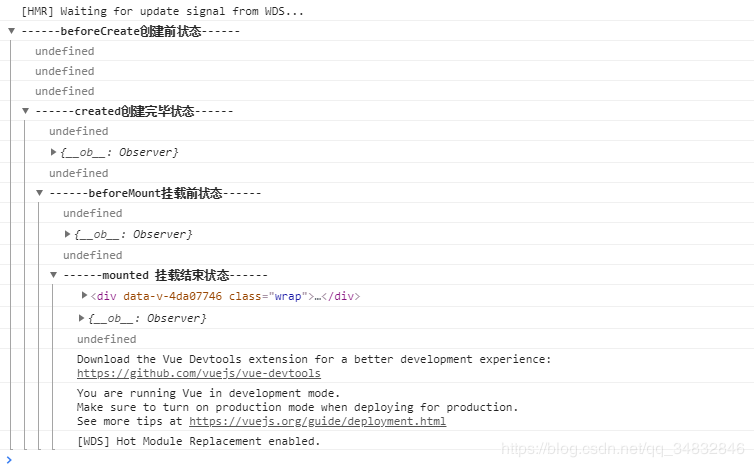 [HMR] Waiting for update signal from WDS...
------beforeCreate创建前状态------
undefined
undefined
undefined
------created创建完毕状态------
undefined
{__ob__: Observer}
undefined
------beforeMount挂载前状态------
undefined
{__ob__: Observer}
undefined
------mounted 挂载结束状态------
<div data-v-4da07746 class="wrap">…</div>
{__ob__: Observer}
undefined
Download the Vue Devtools extension for a better development experience:
https://github.com/vuejs/vue-devtools
You are running Vue in development mode.
Make sure to turn on production mode when deploying for production.
See more tips at https://vuejs.org/guide/deployment.html
[WDS] Hot Module Replacement enabled.
https://blog.csdn.net/qq_34832846